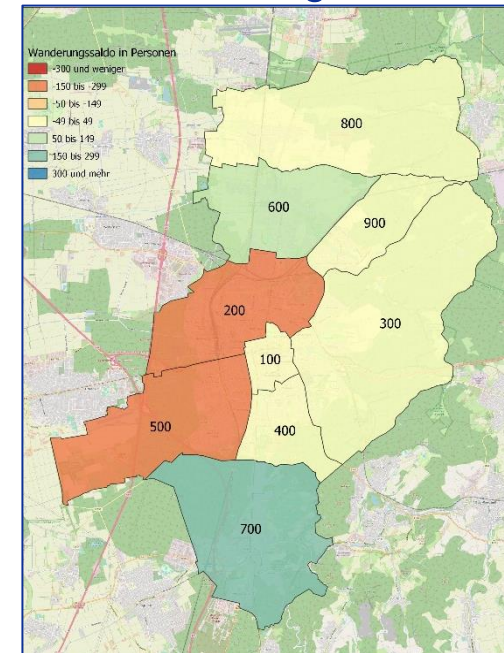 Wanderungssaldo in Personen
-300 und weniger
-150 bis -299
-50 bis -149
-49 bis 49
50 bis 149
150 bis 299
300 und mehr
800
600
900
200
300
100
500
400
700